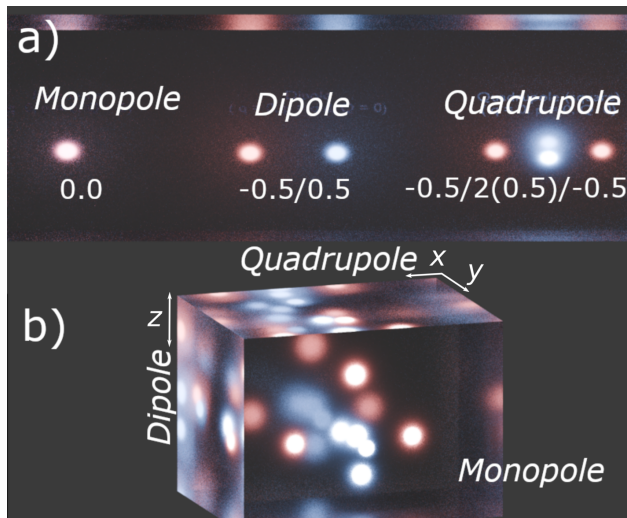 a)
Monopole
Dipole
Quadrupole
= 0)
0.0
-0.5/0.5
-0.5/2(0.5)/-0.5
Quadrupole
x
y
b)
z
Dipole
Monopole